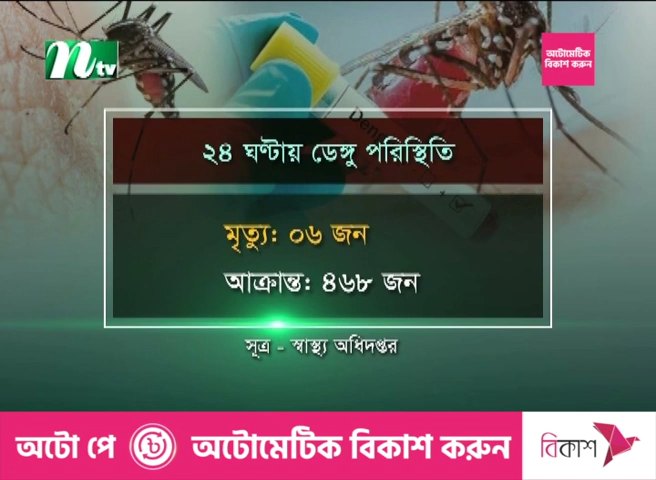 ntv
অটোমেটিক
বিকাশ করুন
২৪ ঘণ্টায় ডেঙ্গু পরিস্থিতি
মৃত্যু: ০৬ জন
আক্রান্ত: ৪৬৮ জন
সূত্র - স্বাস্থ্য অধিদপ্তর
অটো পে ৳ অটোমেটিক বিকাশ করুন বিকাশ